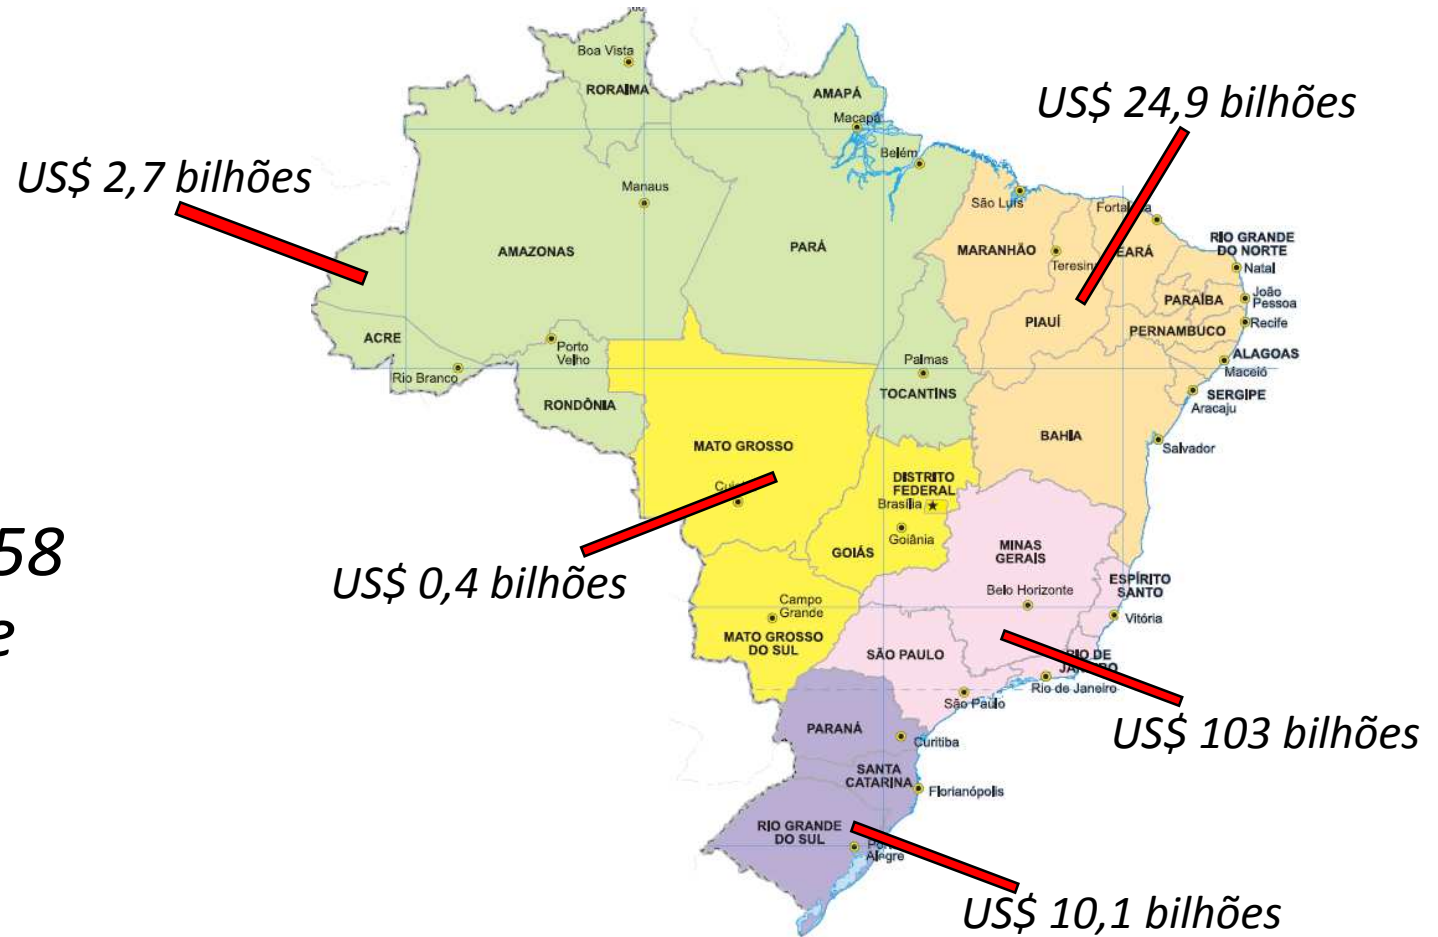 Boa Vista
RORAIMA
AMAPÁ
Macapá
US$ 24,9 bilhões
Belém
US$ 2,7 bilhões
Manaus
São Luís
AMAZONAS
PARÁ
MARANHÃO
RIO GRANDE
DO NORTE
Natal
João
Pessoa
PARAÍBA
PIAUÍ
PERNAMBUCO
Recife
ACRE
Porto
Velho
Rio Branco
Palmas
TOCANTINS
ALAGOAS
Maceió
SERGIPE
Aracaju
RONDÔNIA
MATO GROSSO
BAHIA
Salvador
DISTRITO
FEDERAL
Brasília
Goiânia
GOIÁS
58
e
US$ 0,4 bilhões
MINAS
GERAIS
Belo Horizonte
ESPÍRITO
SANTO
Vitória
Campo
Grande
MATO GROSSO
DO SUL
SÃO PAULO
RIO DE
Rio de Janeiro
São Paulo
US$ 103 bilhões
PARANÁ
Curitiba
SANTA
CATARINA
Florianópolis
RIO GRANDE
DO SUL
Alegre
US$ 10,1 bilhões